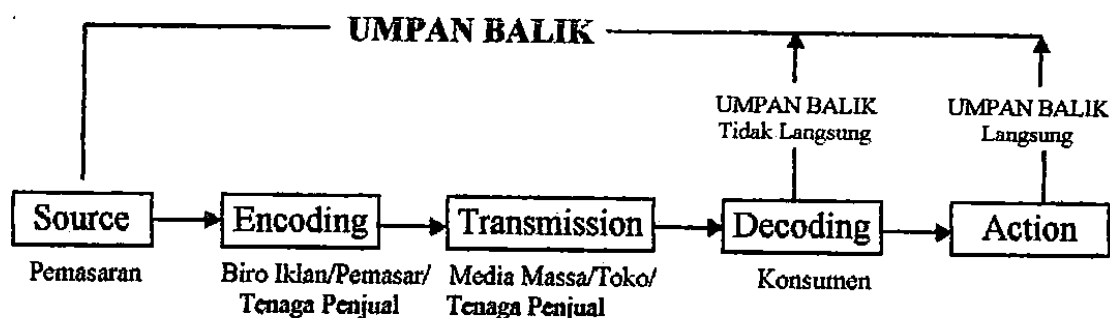 UMPAN BALIK
UMPAN BALIK
Tidak Langsung
UMPAN BALIK
Langsung
Source
Encoding
Transmission
Decoding
Action
Pemasaran
Biro Iklan/Pemasar/
Tenaga Penjual
Media Massa/Toko/
Tenaga Penjual
Konsumen